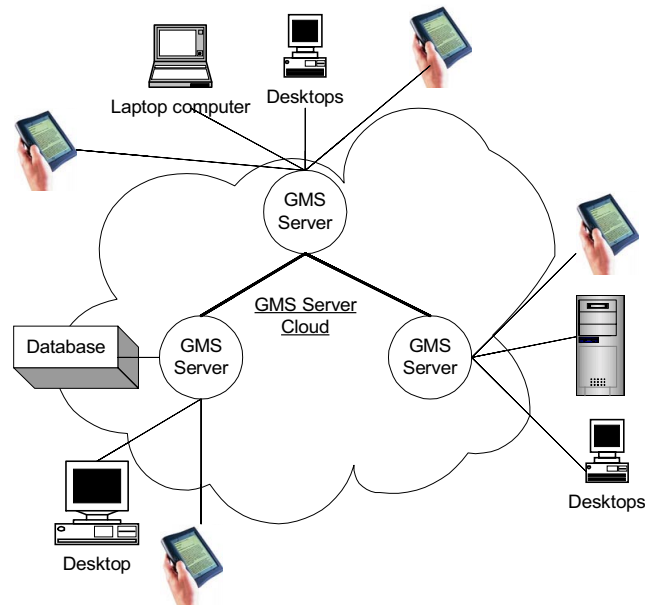 Laptop computer
Desktops
GMS
Server
GMS Server
Cloud
Database
GMS
Server
GMS
Server
Desktops
Desktop